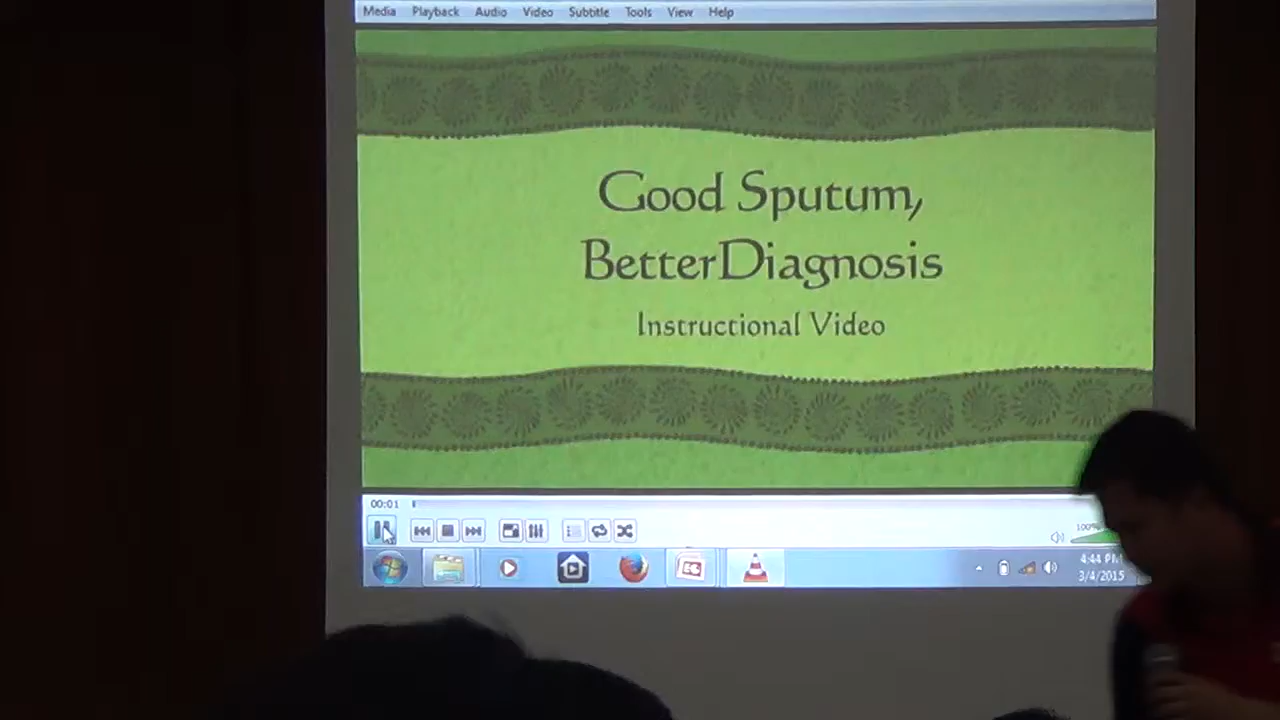 Media Playback Audio Video Subtitle Tools View Help
Good Sputum,
BetterDiagnosis
Instructional Video
00:01
100%
4:44 PM
3/4/2015